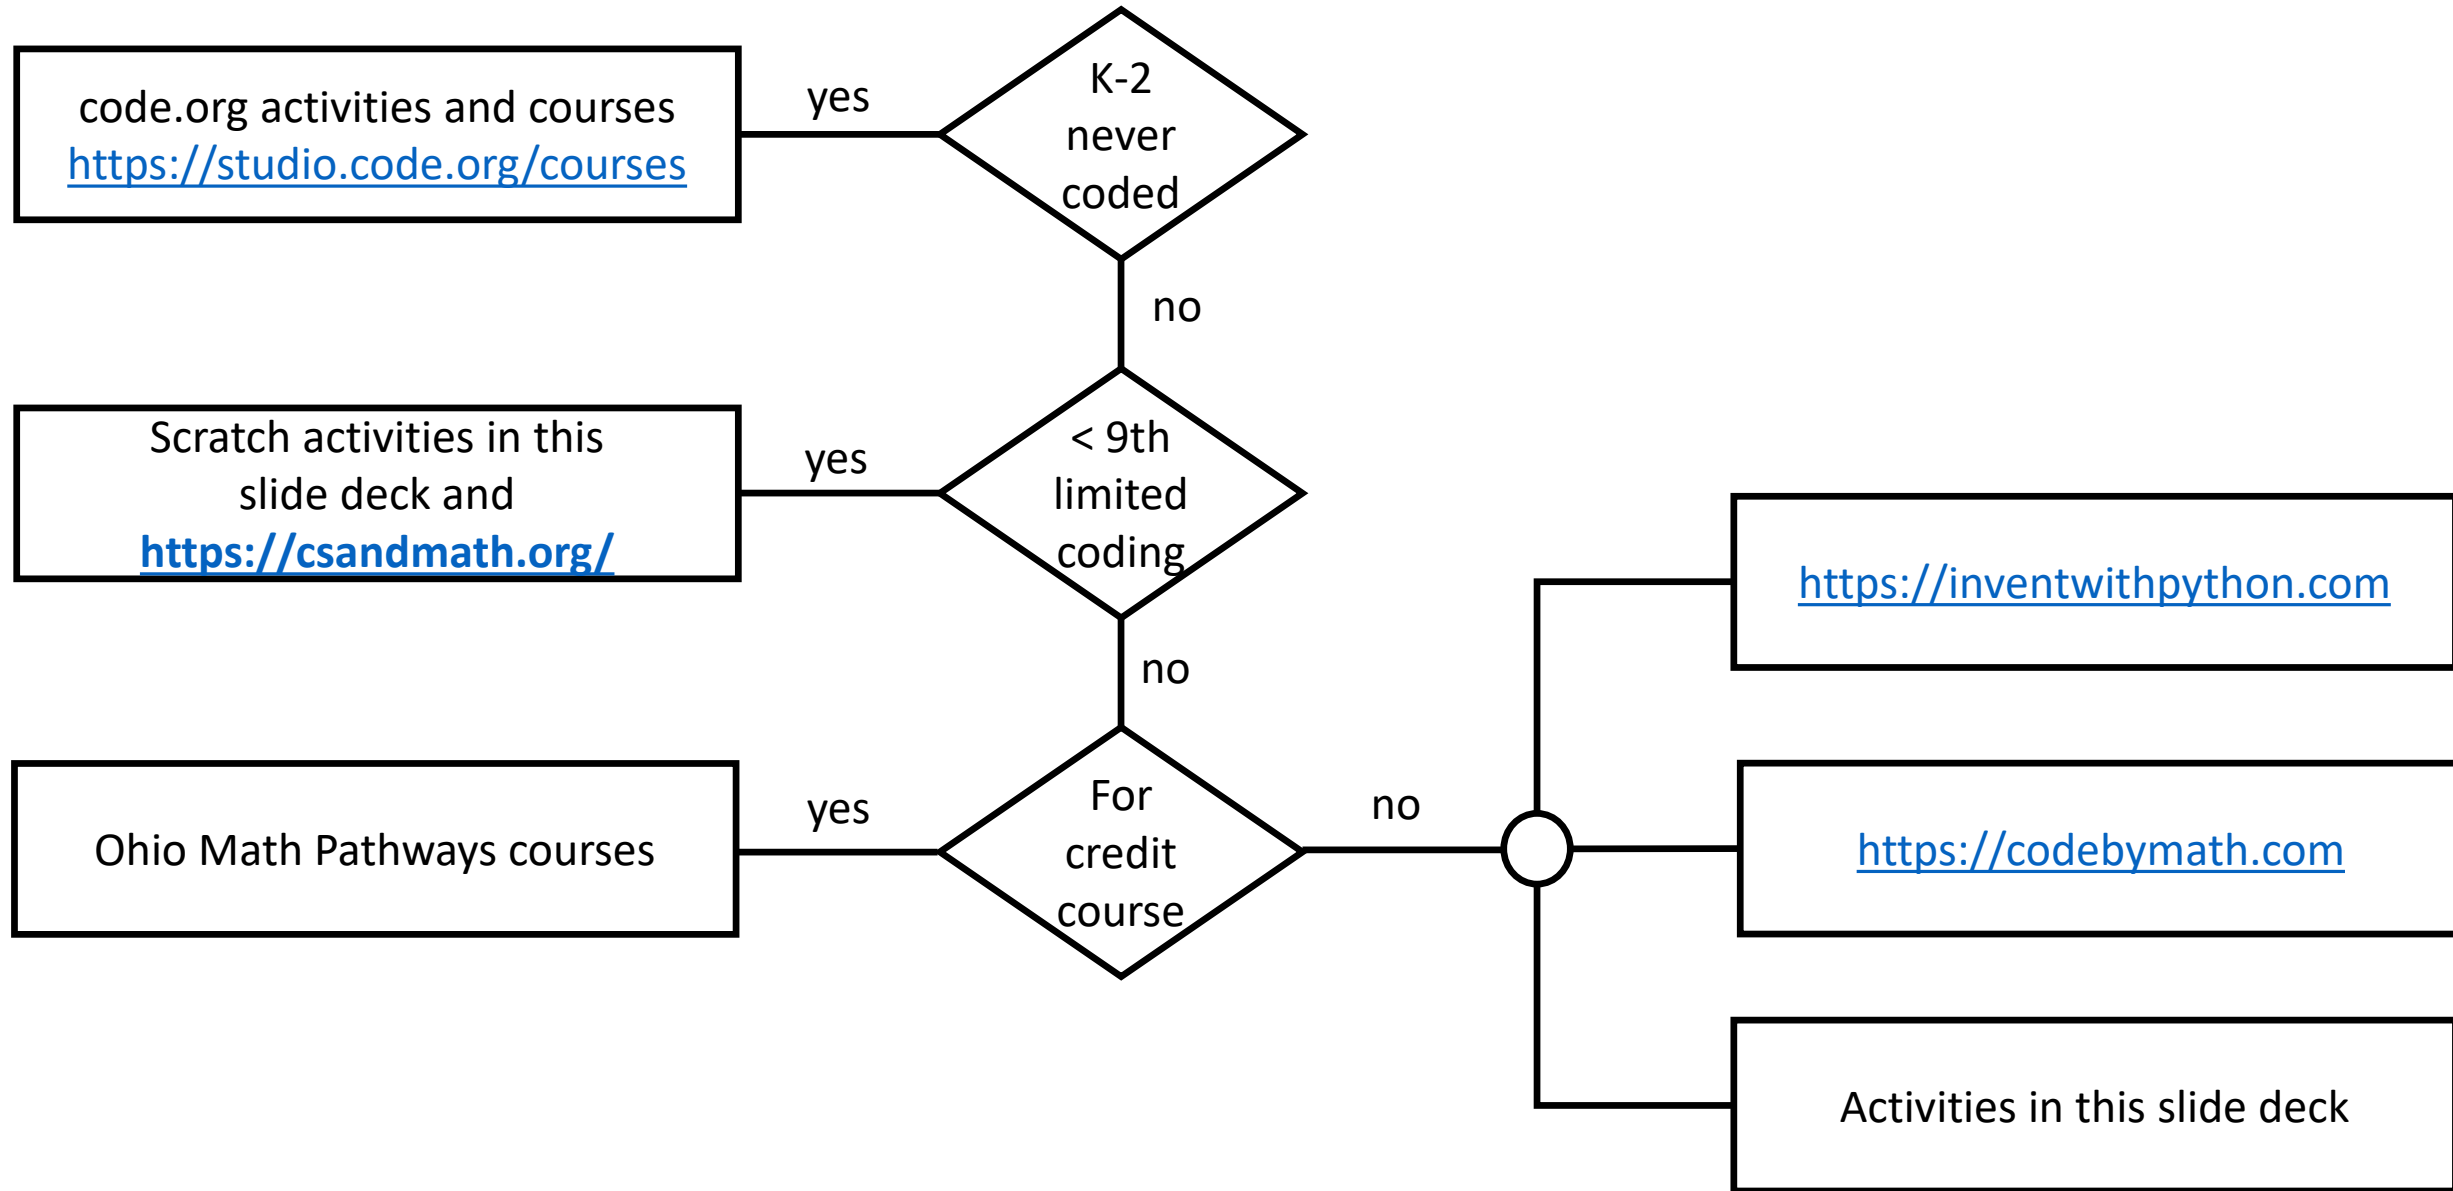 code.org activities and courses
https://studio.code.org/courses
yes
K-2
never
coded
no
Scratch activities in this
slide deck and
https://csandmath.org/
yes
< 9th
limited
coding
no
Ohio Math Pathways courses
yes
For
credit
course
no
https://inventwithpython.com
https://codebymath.com
Activities in this slide deck